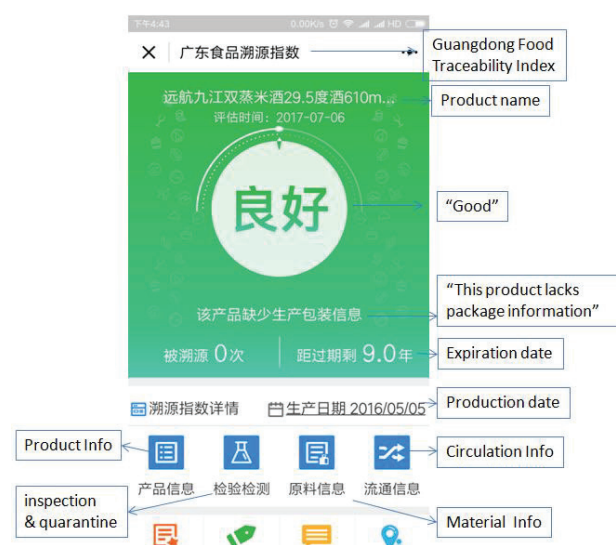 下午4:43 0.00K/s HD
广东食品溯源指数
Guangdong Food
Traceability Index
远航九江双蒸米酒29.5度酒610m...
Product name
评估时间：2017-07-06
良好
“Good”
“This product lacks
package information”
该产品缺少生产包装信息
被溯源 0次 距过期剩 9.0年
Expiration date
溯源指数详情 生产日期 2016/05/05
Production date
Product Info
Circulation Info
产品信息 检验检测 原料信息 流通信息
inspection
& quarantine
Material Info